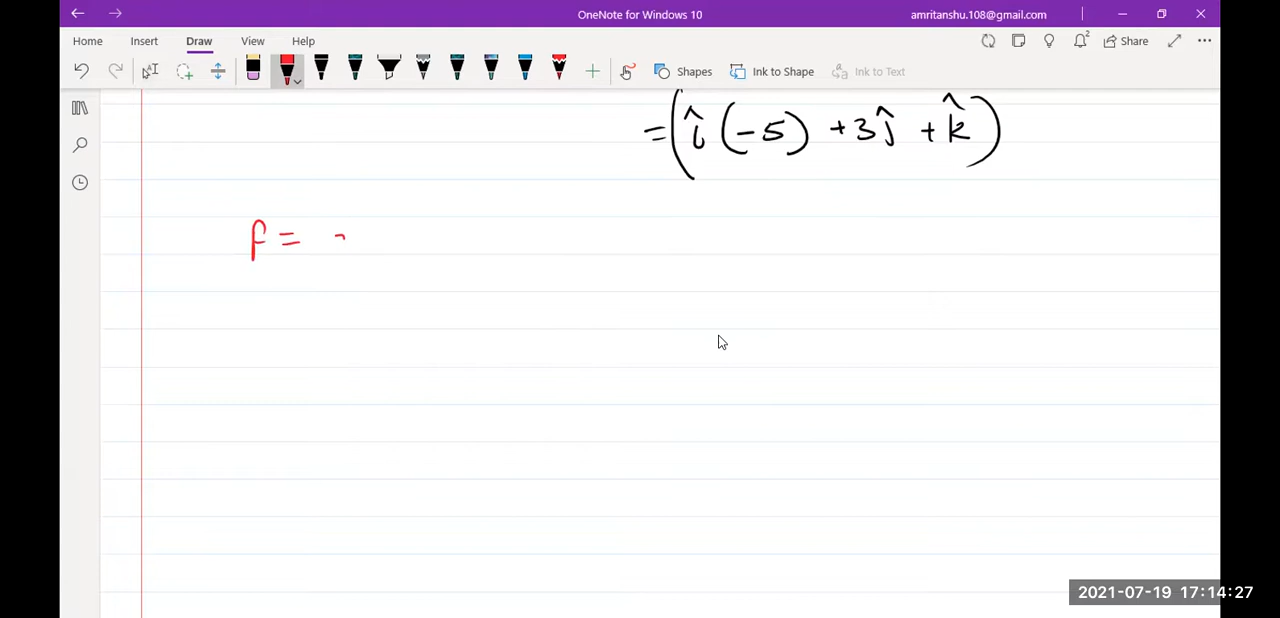 OneNote for Windows 10
amritanshu.108@gmail.com
Home Insert Draw View Help
2
Share
Shapes
Ink to Shape
Ink to Text
= (î (-5) + 3ĵ + k̂)
f =
2021-07-19 17:14:27